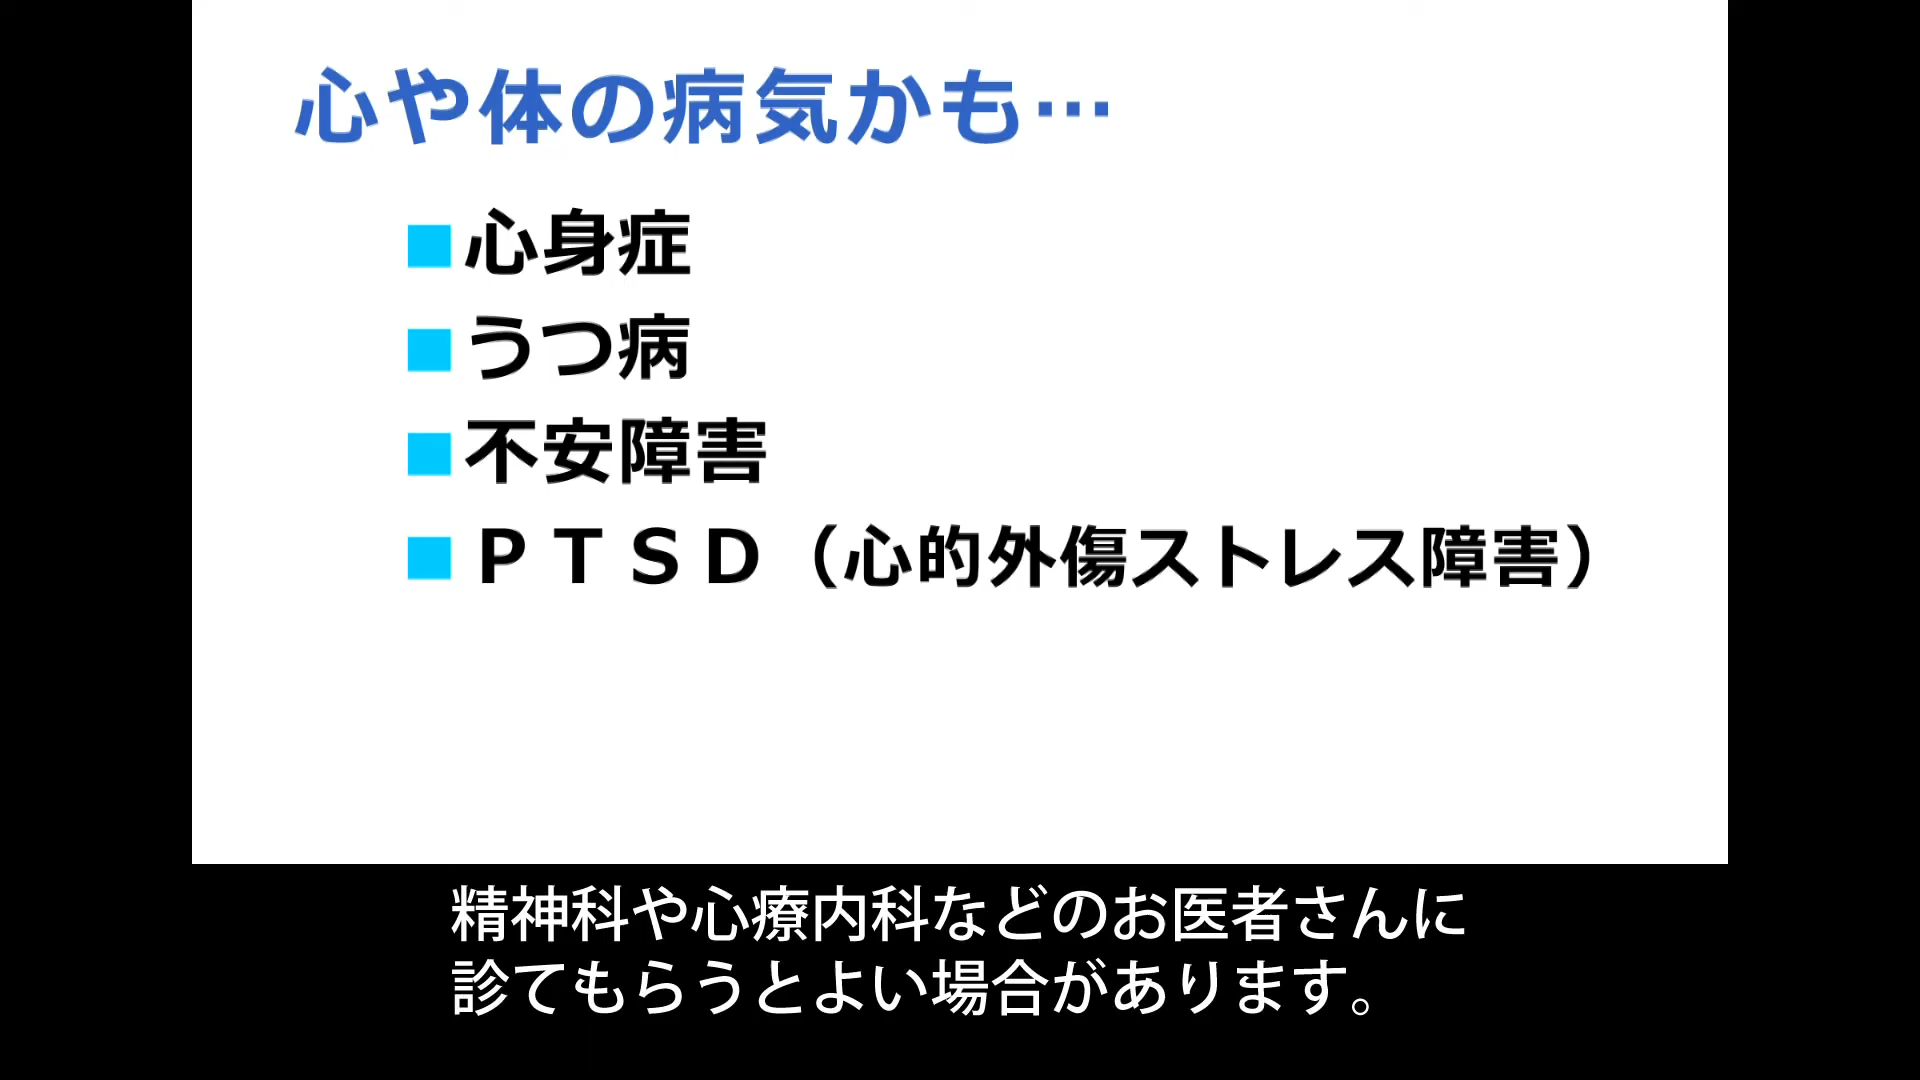 心や体の病気かも…
■心身症
■うつ病
■不安障害
■ＰＴＳＤ（心的外傷ストレス障害）
精神科や心療内科などのお医者さんに
診てもらうとよい場合があります。